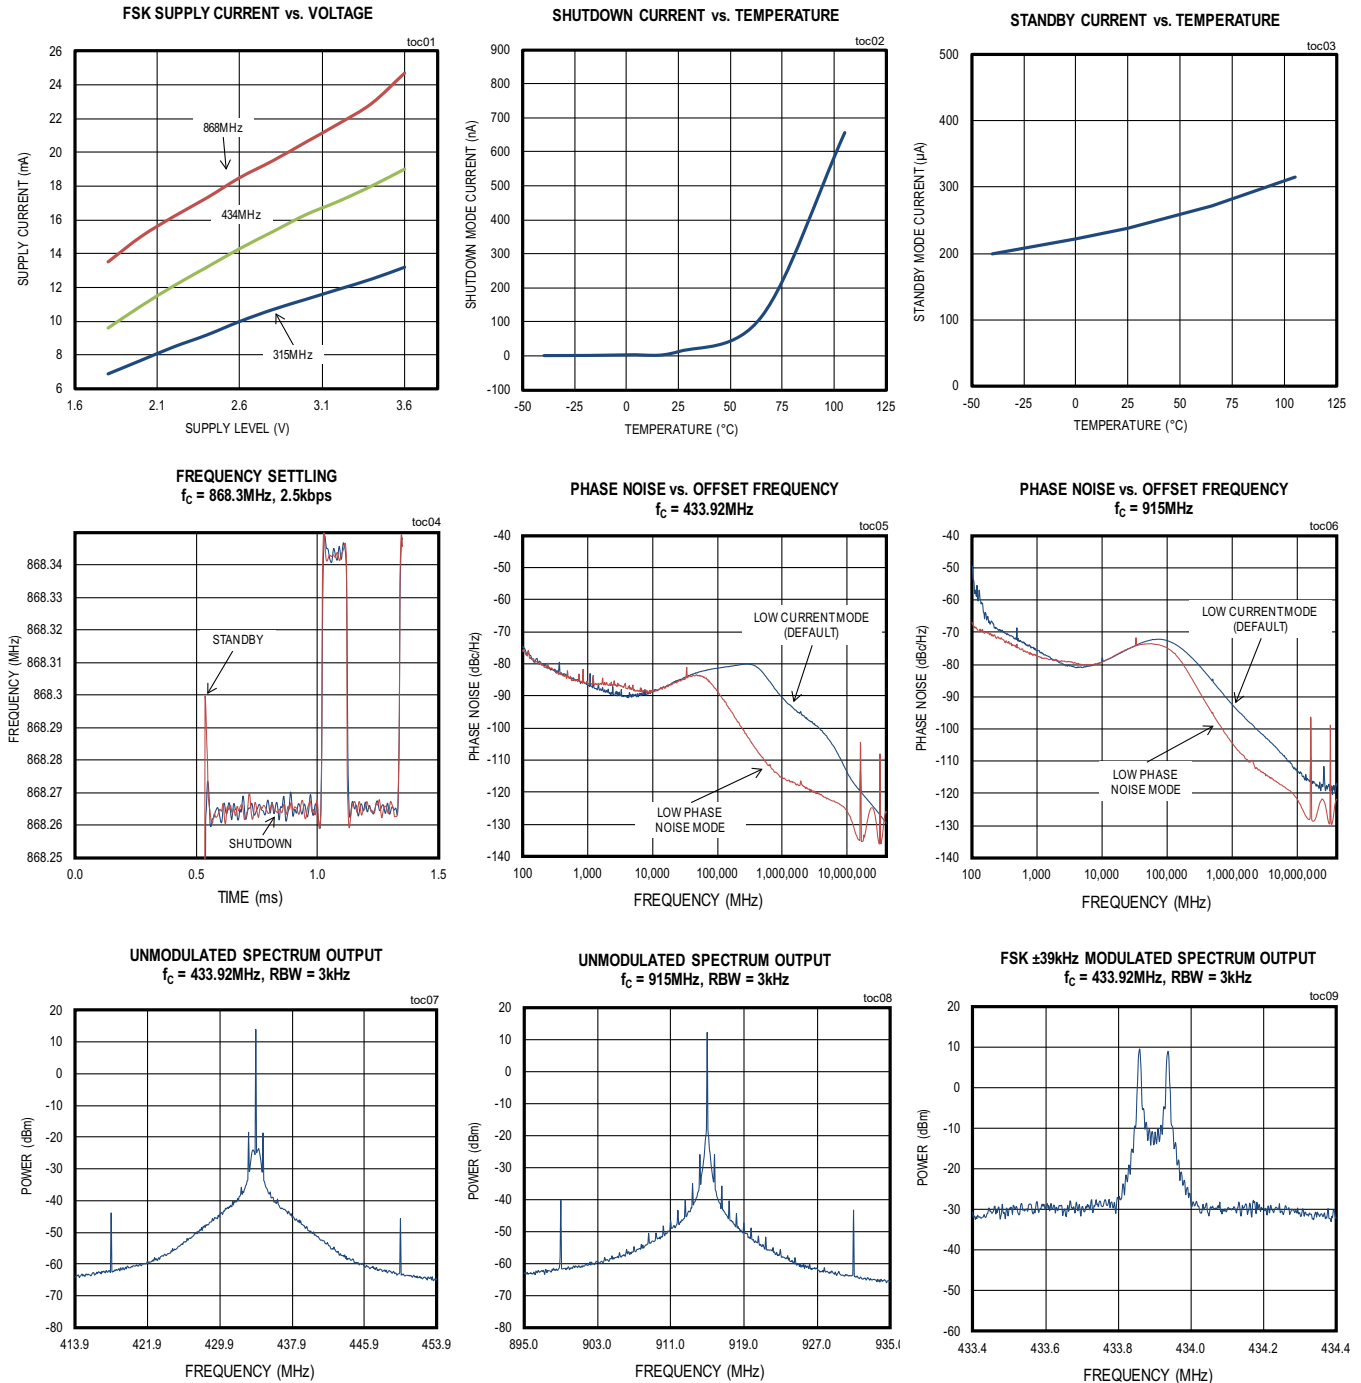 FSK SUPPLY CURRENT vs. VOLTAGE
toc01
26
24
22
20
18
16
14
12
10
8
6
SUPPLY CURRENT (mA)
868MHz
434MHz
315MHz
1.6 2.1 2.6 3.1 3.6
SUPPLY LEVEL (V)
SHUTDOWN CURRENT vs. TEMPERATURE
toc02
900
800
700
600
500
400
300
200
100
0
-100
SHUTDOWN MODE CURRENT (nA)
-50 -25 0 25 50 75 100 125
TEMPERATURE (°C)
STANDBY CURRENT vs. TEMPERATURE
toc03
500
400
300
200
100
0
STANDBY MODE CURRENT (µA)
-50 -25 0 25 50 75 100 125
TEMPERATURE (°C)
FREQUENCY SETTLING
fC = 868.3MHz, 2.5kbps
toc04
868.34
868.33
868.32
868.31
868.3
868.29
868.28
868.27
868.26
868.25
FREQUENCY (MHz)
STANDBY
SHUTDOWN
0.0 0.5 1.0 1.5
TIME (ms)
PHASE NOISE vs. OFFSET FREQUENCY
fC = 433.92MHz
toc05
-40
-50
-60
-70
-80
-90
-100
-110
-120
-130
-140
PHASE NOISE (dBc/Hz)
LOW CURRENT MODE
(DEFAULT)
LOW PHASE
NOISE MODE
100 1,000 10,000 100,000 1,000,000 10,000,000
FREQUENCY (MHz)
PHASE NOISE vs. OFFSET FREQUENCY
fC = 915MHz
toc06
-40
-50
-60
-70
-80
-90
-100
-110
-120
-130
-140
PHASE NOISE (dBc/Hz)
LOW CURRENT MODE
(DEFAULT)
LOW PHASE
NOISE MODE
100 1,000 10,000 100,000 1,000,000 10,000,000
FREQUENCY (MHz)
UNMODULATED SPECTRUM OUTPUT
fC = 433.92MHz, RBW = 3kHz
toc07
20
10
0
-10
-20
-30
-40
-50
-60
-70
-80
POWER (dBm)
413.9 421.9 429.9 437.9 445.9 453.9
FREQUENCY (MHz)
UNMODULATED SPECTRUM OUTPUT
fC = 915MHz, RBW = 3kHz
toc08
20
10
0
-10
-20
-30
-40
-50
-60
-70
-80
POWER (dBm)
895.0 903.0 911.0 919.0 927.0 935.0
FREQUENCY (MHz)
FSK ±39kHz MODULATED SPECTRUM OUTPUT
fC = 433.92MHz, RBW = 3kHz
toc09
20
10
0
-10
-20
-30
-40
-50
-60
POWER (dBm)
433.4 433.6 433.8 434.0 434.2 434.4
FREQUENCY (MHz)